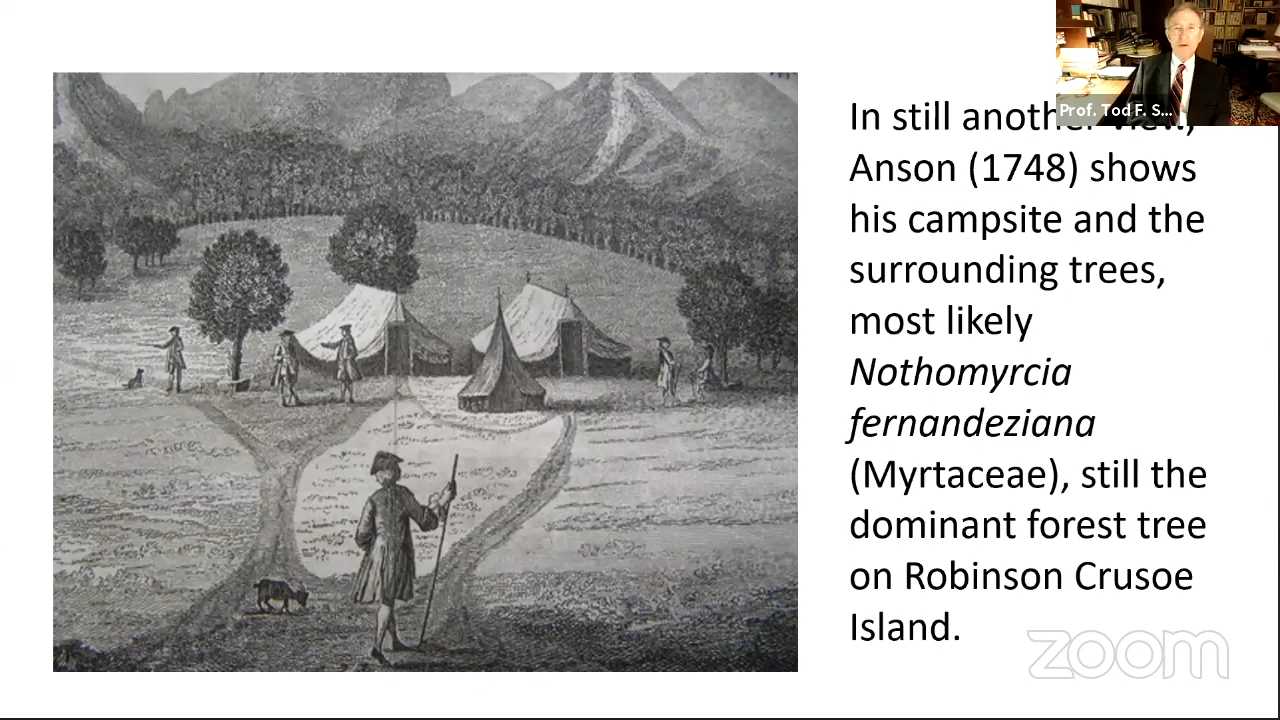 Prof. Tod F. S...
In still another view,
Anson (1748) shows
his campsite and the
surrounding trees,
most likely
Nothomyrcia
fernandeziana
(Myrtaceae), still the
dominant forest tree
on Robinson Crusoe
Island.
zoom